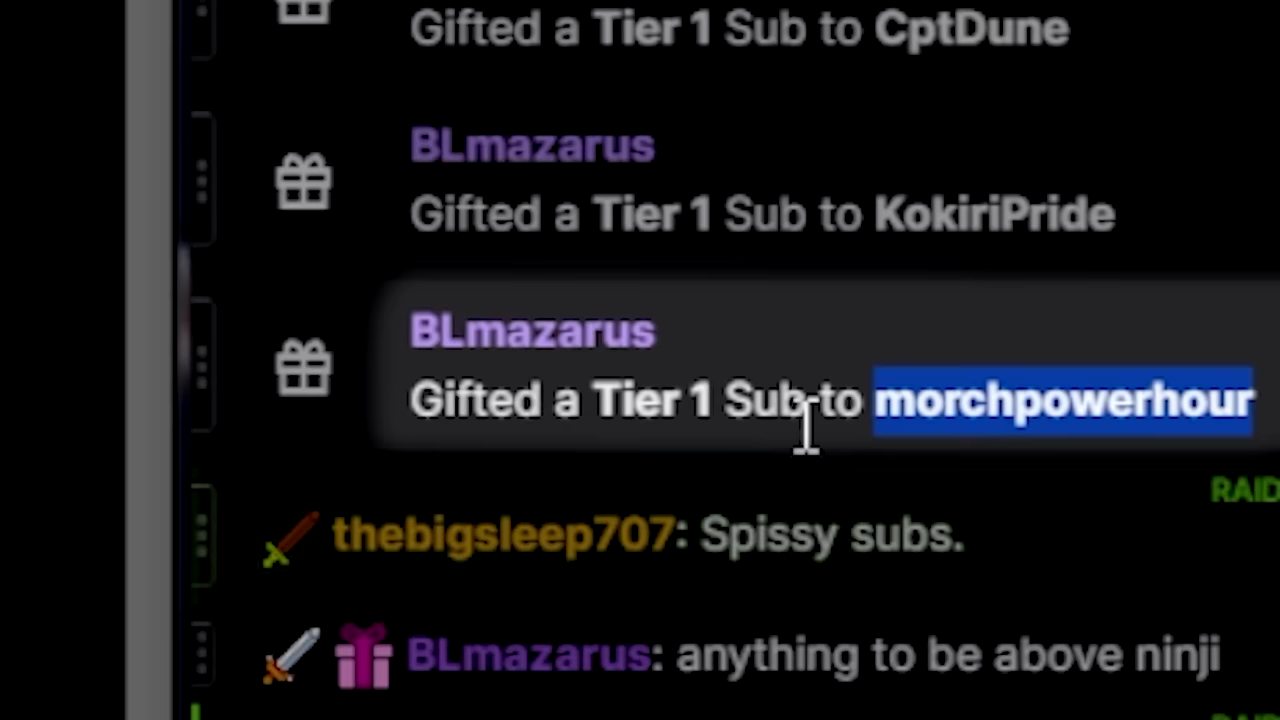 Gifted a Tier 1 Sub to CptDune
BLmazarus
Gifted a Tier 1 Sub to KokiriPride
BLmazarus
Gifted a Tier 1 Sub to morchpowerhour
RAID
thebigsleep707: Spissy subs.
BLmazarus: anything to be above ninji